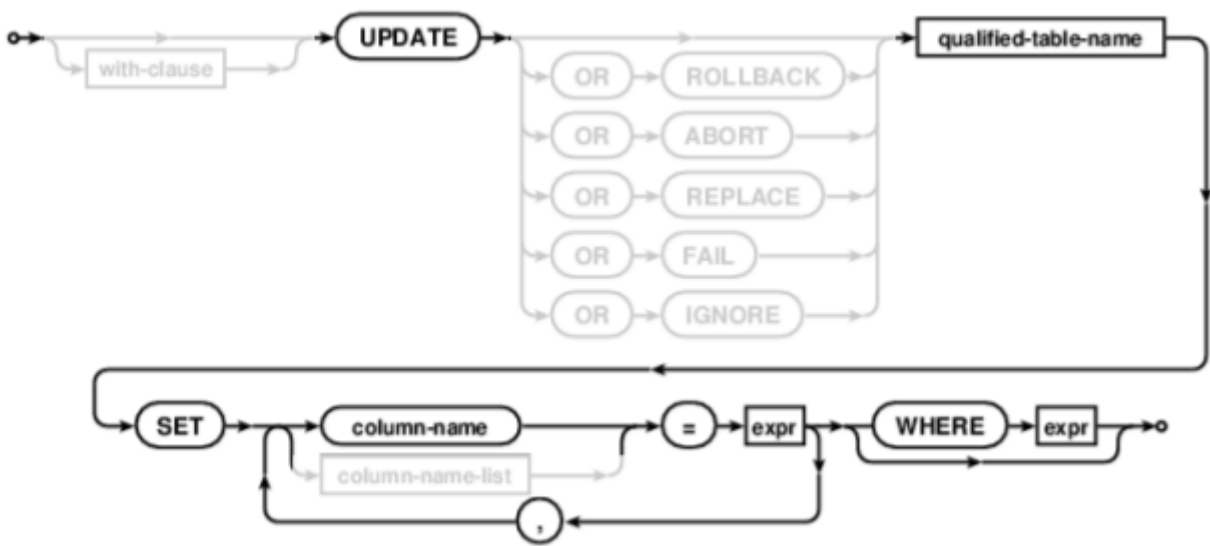 UPDATE qualified-table-name
with-clause
OR ROLLBACK
OR ABORT
OR REPLACE
OR FAIL
OR IGNORE
SET column-name = expr WHERE expr
column-name-list
,